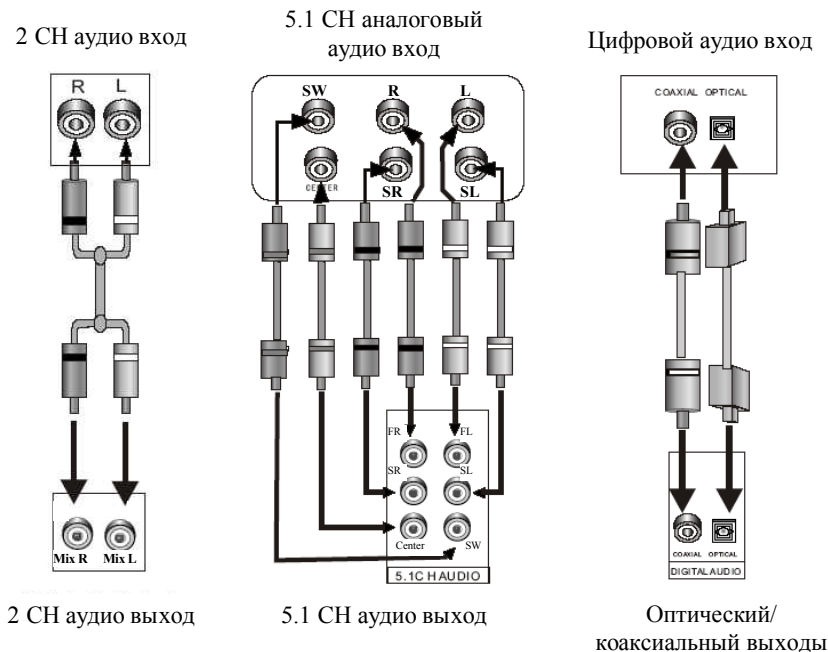 2 CH аудио вход
5.1 CH аналоговый
аудио вход
Цифровой аудио вход
R L
SW R L
CENTER
SR SL
COAXIAL OPTICAL
FR FL
SR SL
Center SW
5.1C H AUDIO
Mix R Mix L
COAXIAL OPTICAL
DIGITAL AUDIO
2 CH аудио выход
5.1 CH аудио выход
Оптический/
коаксиальный выходы